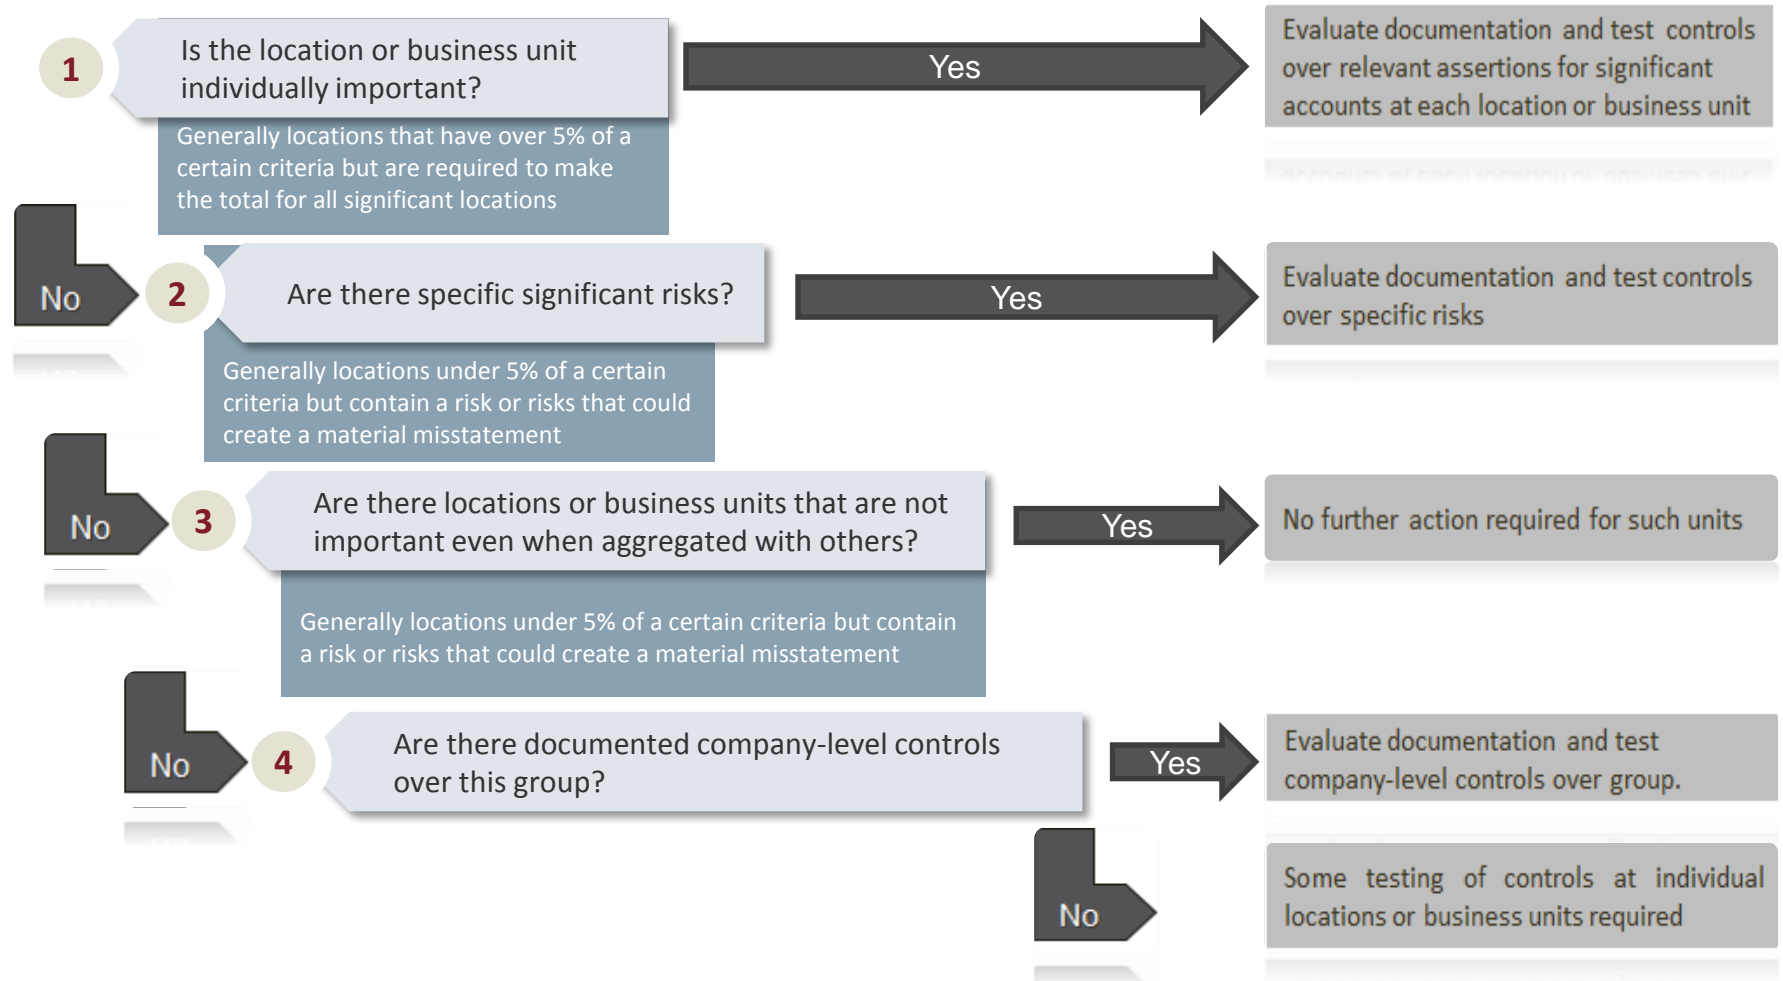 1
Is the location or business unit
individually important?
Yes
Evaluate documentation and test controls
over relevant assertions for significant
accounts at each location or business unit
Generally locations that have over 5% of a
certain criteria but are required to make
the total for all significant locations
No
2
Are there specific significant risks?
Yes
Evaluate documentation and test controls
over specific risks
Generally locations under 5% of a certain
criteria but contain a risk or risks that could
create a material misstatement
No
3
Are there locations or business units that are not
important even when aggregated with others?
Yes
No further action required for such units
Generally locations under 5% of a certain criteria but contain
a risk or risks that could create a material misstatement
No
4
Are there documented company-level controls
over this group?
Yes
Evaluate documentation and test
company-level controls over group.
No
Some testing of controls at individual
locations or business units required